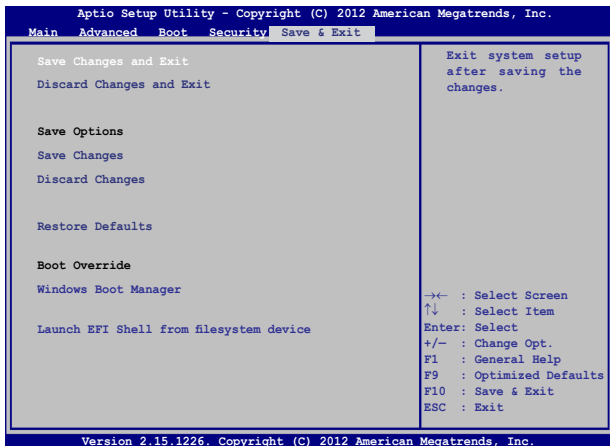 Aptio Setup Utility - Copyright (C) 2012 American Megatrends, Inc.
Main Advanced Boot Security Save & Exit
Save Changes and Exit
Discard Changes and Exit
Save Options
Save Changes
Discard Changes
Restore Defaults
Boot Override
Windows Boot Manager
Launch EFI Shell from filesystem device
Exit system setup
after saving the
changes.
→← : Select Screen
↑↓ : Select Item
Enter: Select
+/— : Change Opt.
F1 : General Help
F9 : Optimized Defaults
F10 : Save & Exit
ESC : Exit
Version 2.15.1226. Copyright (C) 2012 American Megatrends, Inc.